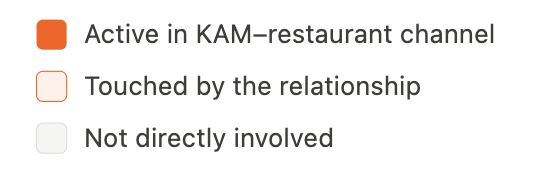 Active in KAM–restaurant channel
Touched by the relationship
Not directly involved